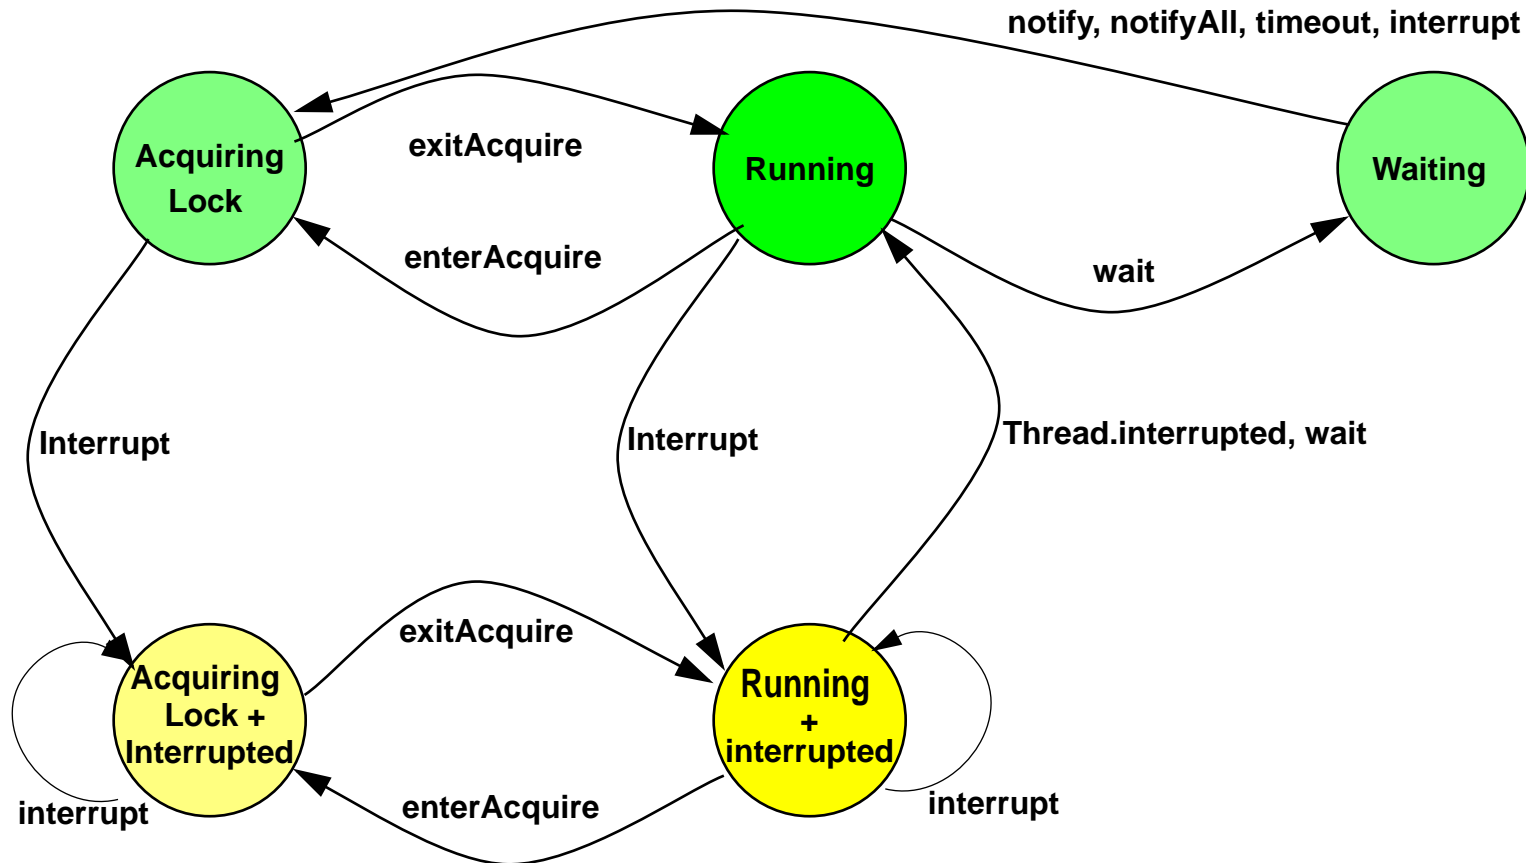 notify, notifyAll, timeout, interrupt
Acquiring
Lock
exitAcquire
Running
Waiting
enterAcquire
wait
Interrupt
Interrupt
Thread.interrupted, wait
exitAcquire
Acquiring
Lock +
Interrupted
Running
+
interrupted
interrupt
enterAcquire
interrupt